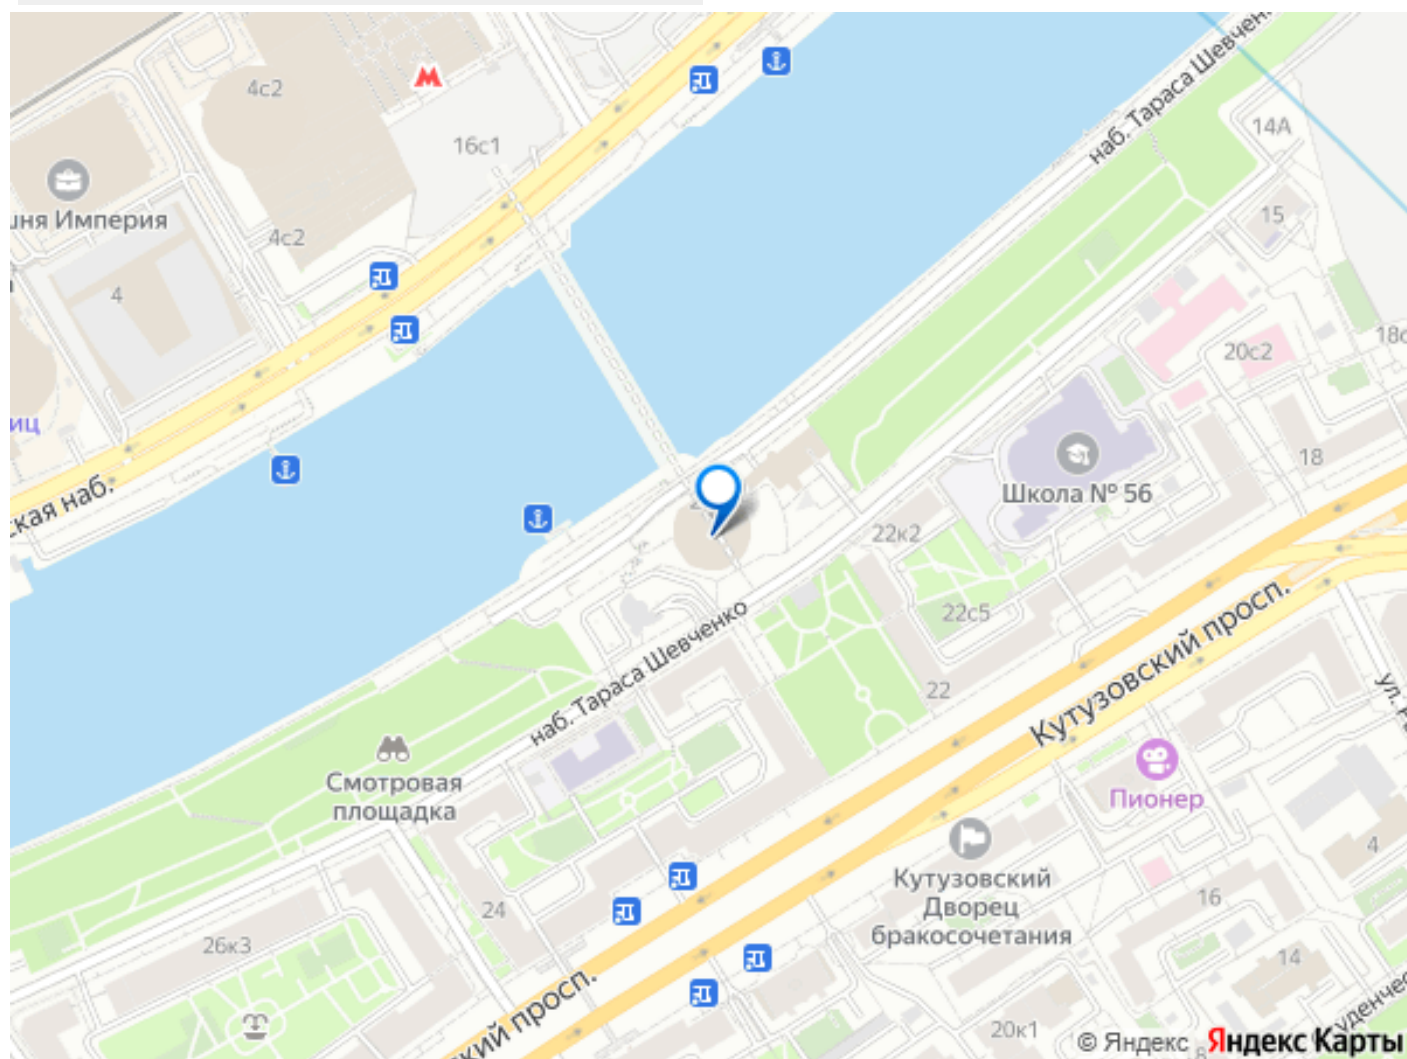 наб. Тараса Шевченко
4с2
14А
16с1
15
Империя
4с2
4
20с2
18
Школа № 56
наб.
22к2
22с5
наб. Тараса Шевченко
22
Кутузовский просп.
Смотровая
площадка
Пионер
4
Кутузовский
Дворец
бракосочетания
16
24
26к3
14
просп.
20к1
© Яндекс Яндекс Карты